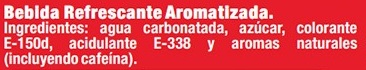 Bebida Refrescante Aromatizada.
Ingredientes: agua carbonatada, azúcar, colorante
E-150d, acidulante E-338 y aromas naturales
(incluyendo cafeína).